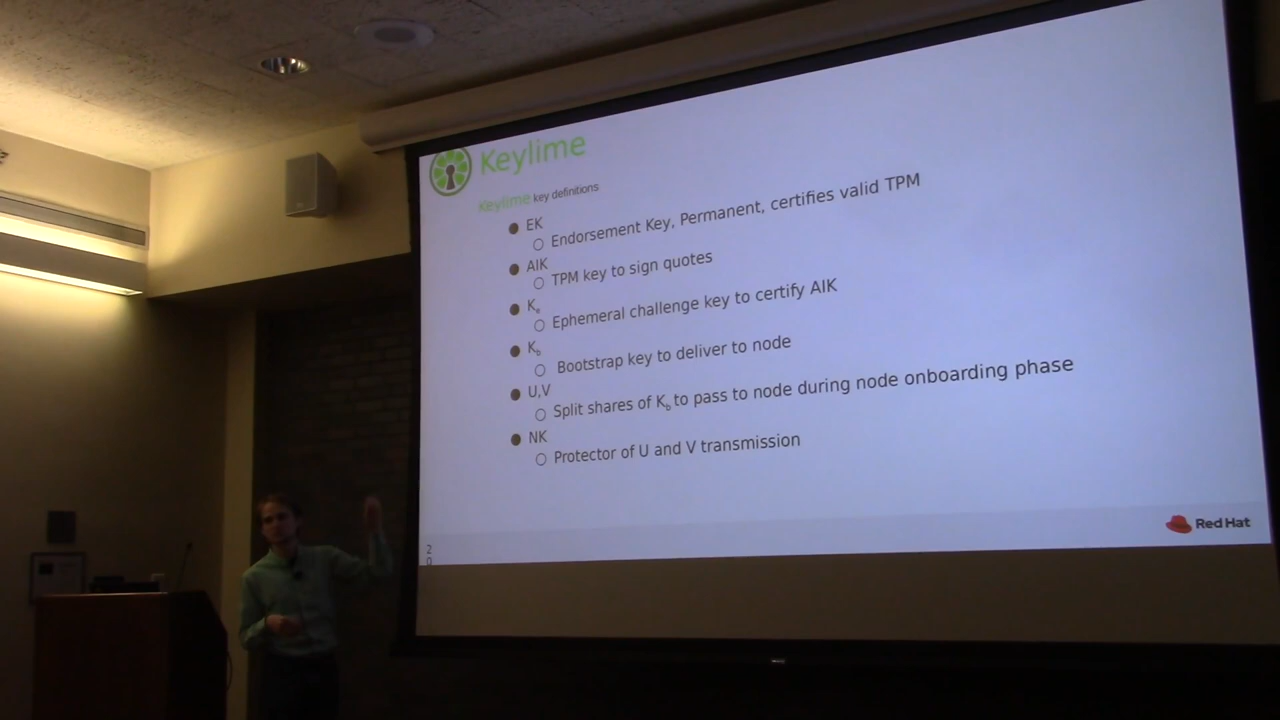 Keylime
Keylime key definitions
EK
Endorsement Key, Permanent, certifies valid TPM
AIK
TPM key to sign quotes
Ke
Ephemeral challenge key to certify AIK
Kb
Bootstrap key to deliver to node
U,V
Split shares of Kb to pass to node during node onboarding phase
NK
Protector of U and V transmission
Red Hat
2
0